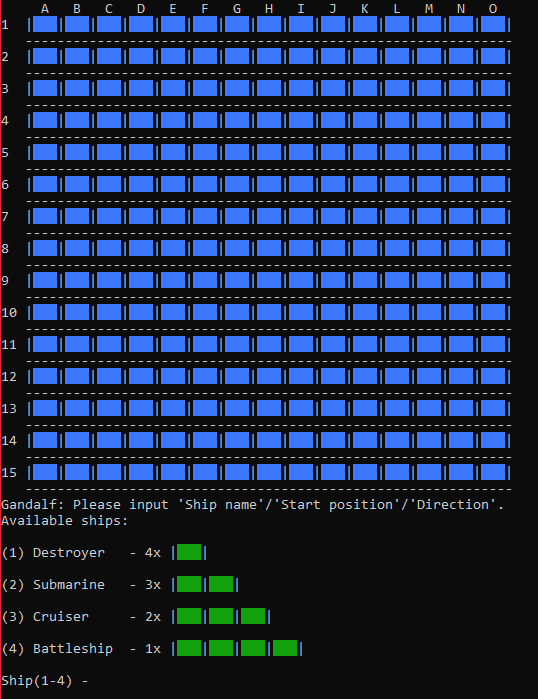 A B C D E F G H I J K L M N O
1
2
3
4
5
6
7
8
9
10
11
12
13
14
15
Gandalf: Please input 'Ship name'/'Start position'/'Direction'.
Available ships:
(1) Destroyer - 4x
(2) Submarine - 3x
(3) Cruiser - 2x
(4) Battleship - 1x
Ship(1-4) -